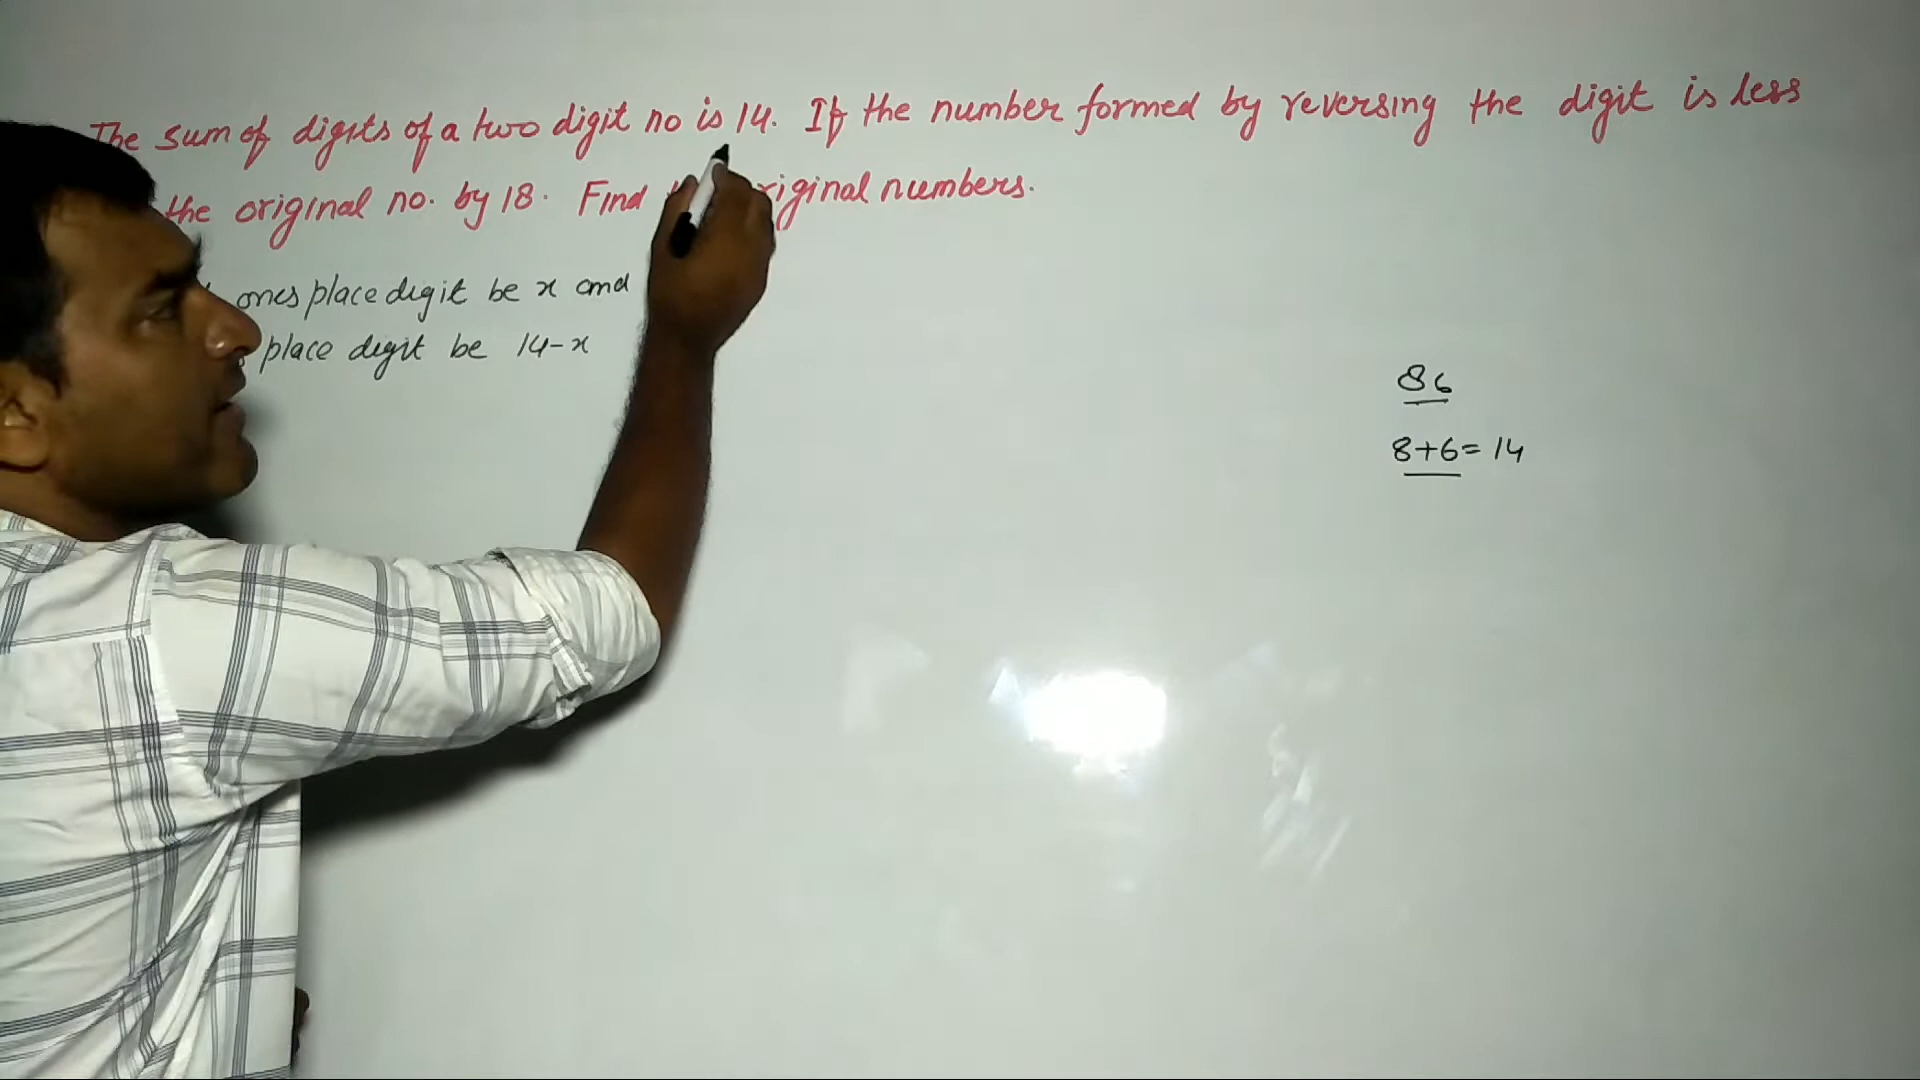 The sum of digits of a two digit no is 14. If the number formed by reversing the digit is less
the original no. by 18. Find original numbers.
ones place digit be x and
place digit be 14-x
86
8+6= 14